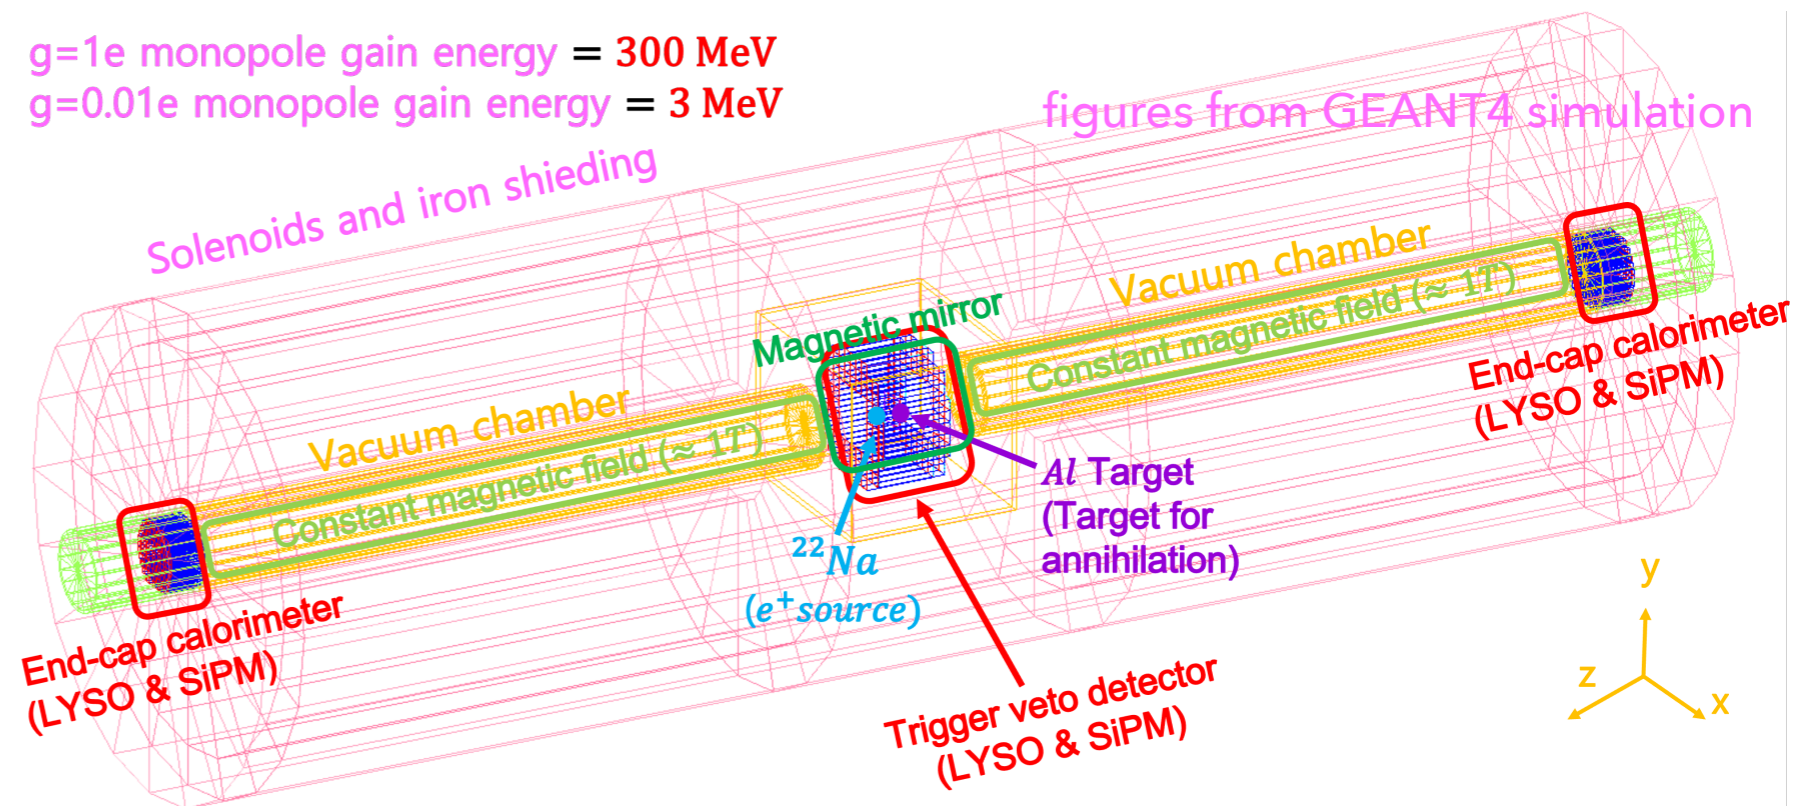 g=1e monopole gain energy = 300 MeV
g=0.01e monopole gain energy = 3 MeV
figures from GEANT4 simulation
Solenoids and iron shieding
Vacuum chamber
Constant magnetic field (≈ 1T)
End-cap calorimeter
(LYSO & SiPM)
Magnetic mirror
Vacuum chamber
Constant magnetic field (≈ 1T)
Al Target
(Target for
annihilation)
²²Na
(e⁺source)
End-cap calorimeter
(LYSO & SiPM)
Trigger veto detector
(LYSO & SiPM)
y
z
x